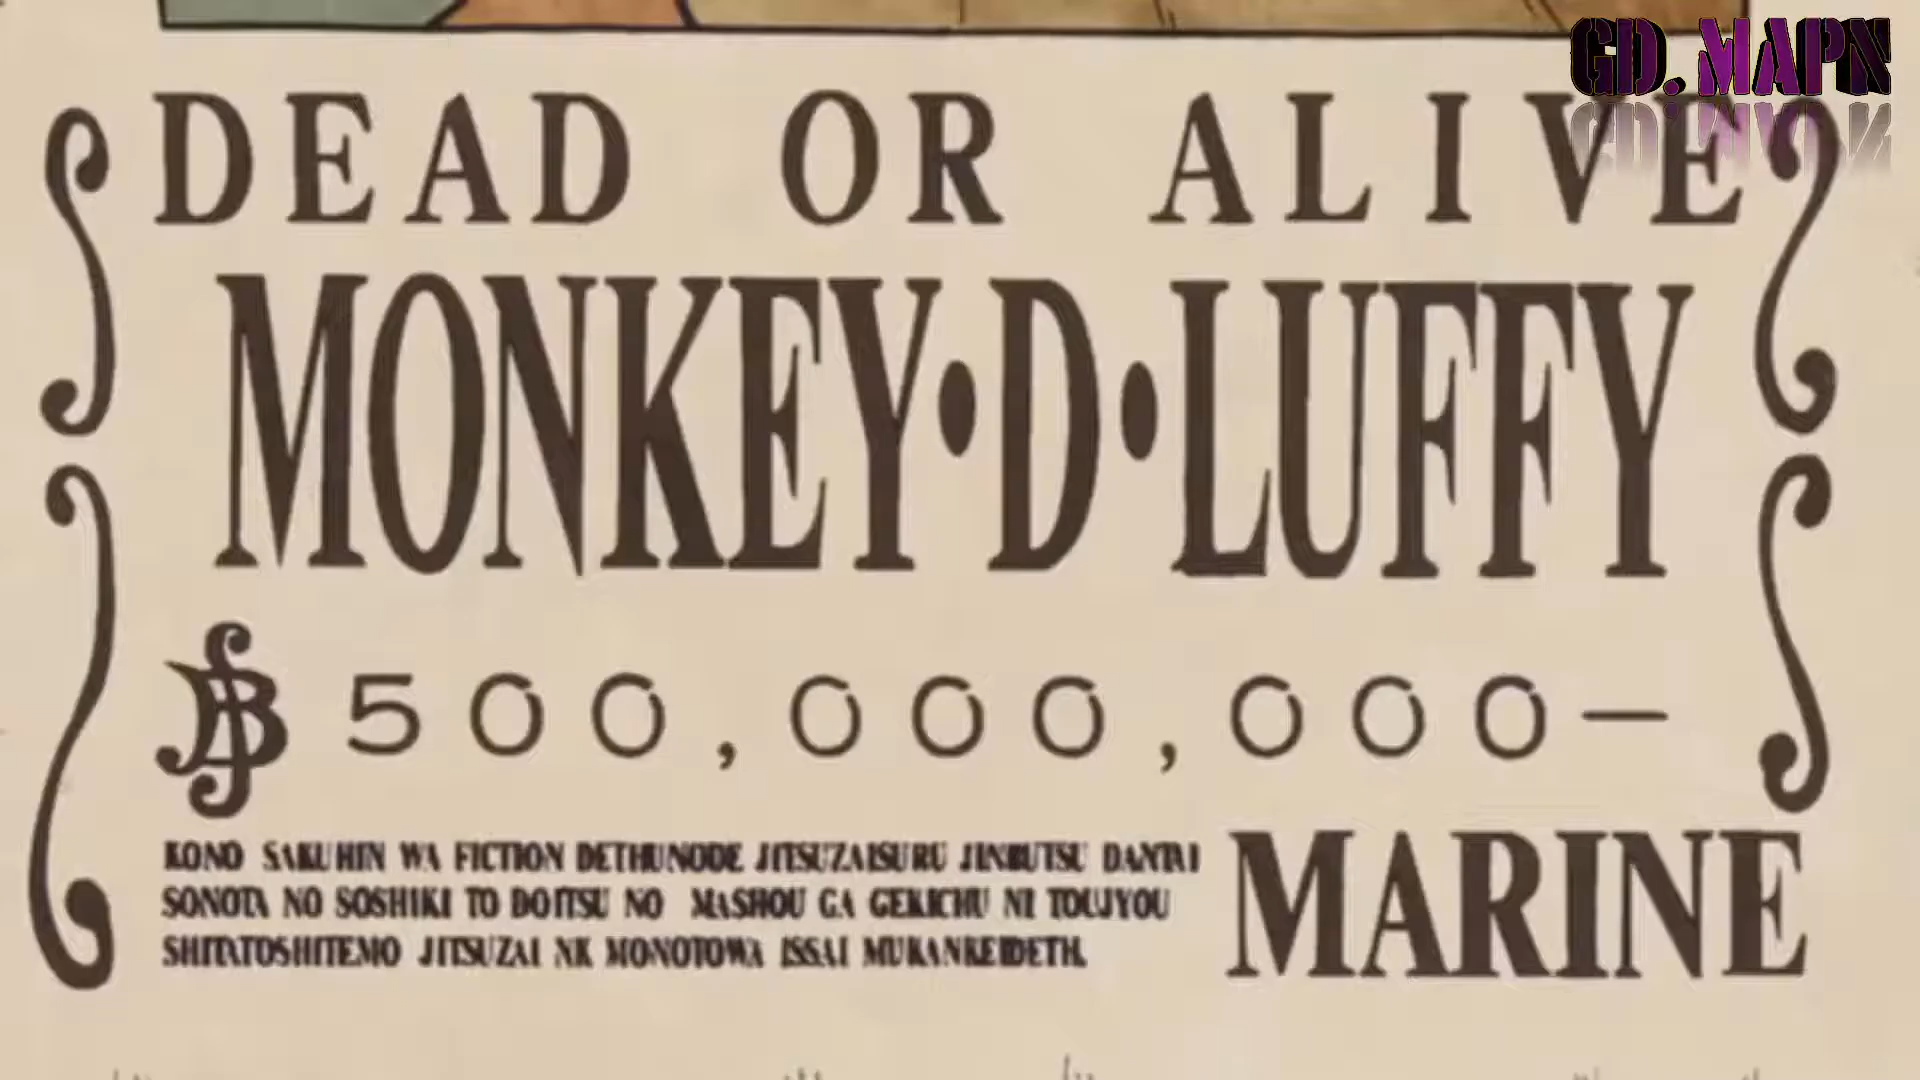 GD.MAPN
DEAD OR ALIVE
MONKEY•D•LUFFY
฿500,000,000—
KONO SAKUHIN WA FICTION DETHUNODE JITSUZAISURU JINBUTSU DANTAI
SONOTA NO SOSHIKI TO DOITSU NO MASHOU GA GEKICHU NI TOUJYOU
SHITATOSHITEMO JITSUZAI NK MONOTOWA ISSAI MUKANKEIDETH.
MARINE